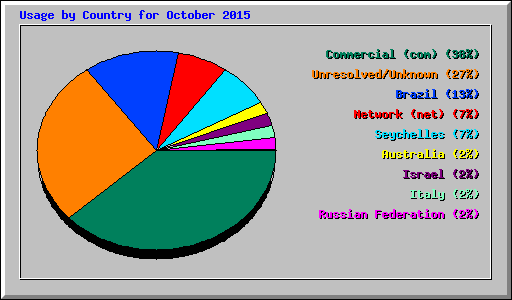 Usage by Country for October 2015
Commercial (com) (38%)
Unresolved/Unknown (27%)
Brazil (13%)
Network (net) (7%)
Seychelles (7%)
Australia (2%)
Israel (2%)
Italy (2%)
Russian Federation (2%)